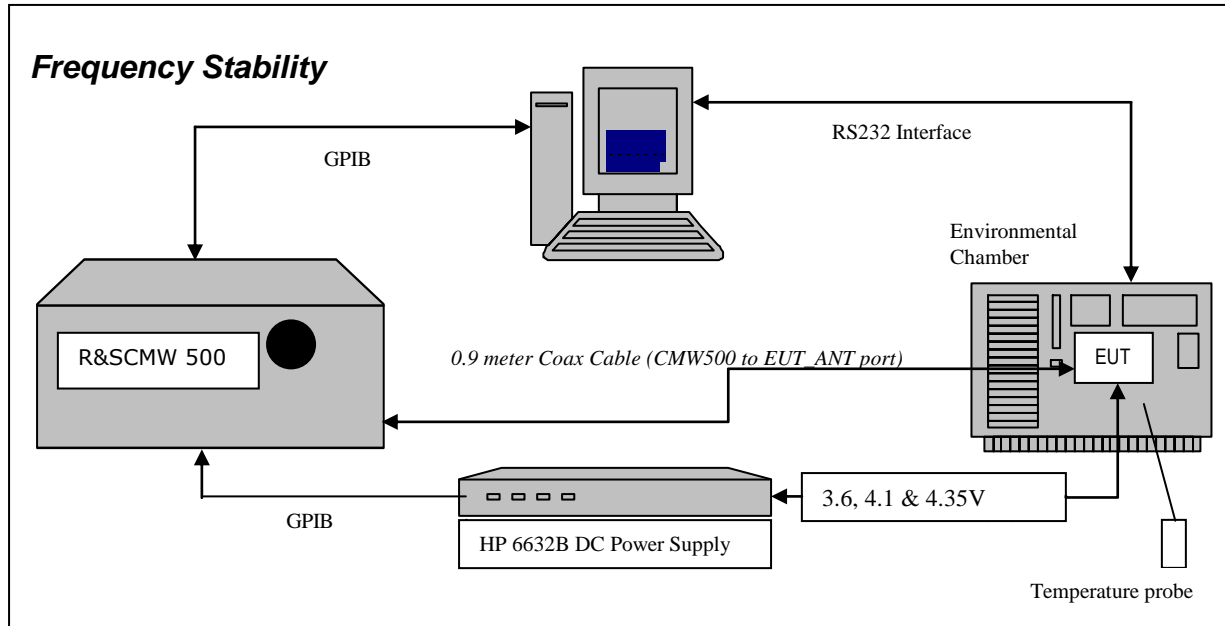 Frequency Stability
GPIB
RS232 Interface
Environmental
Chamber
R&SCMW 500
0.9 meter Coax Cable (CMW500 to EUT_ANT port)
EUT
3.6, 4.1 & 4.35V
GPIB
HP 6632B DC Power Supply
Temperature probe